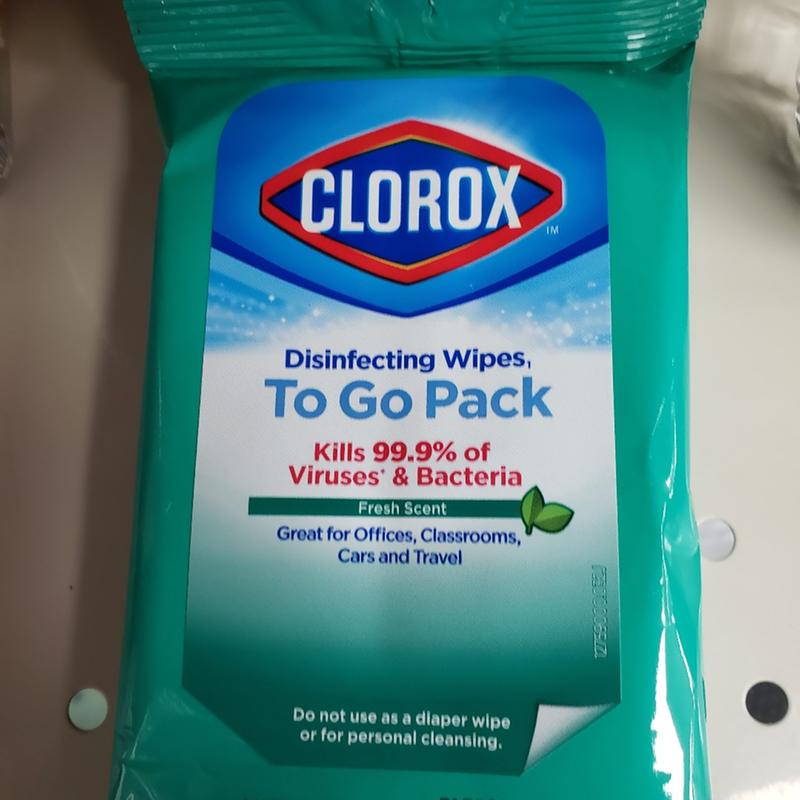 CLOROX
TM
Disinfecting Wipes,
To Go Pack
Kills 99.9% of
Viruses* & Bacteria
Fresh Scent
Great for Offices, Classrooms,
Cars and Travel
Do not use as a diaper wipe
or for personal cleansing.